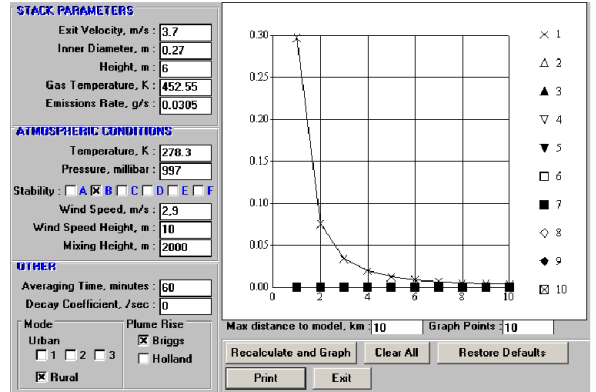 STACK PARAMETERS
Exit Velocity, m/s : 3.7
Inner Diameter, m : 0.27
Height, m : 6
Gas Temperature, K : 452.55
Emissions Rate, g/s : 0.0305
ATMOSPHERIC CONDITIONS
Temperature, K : 278.3
Pressure, millibar : 997
Stability : A B C D E F
Wind Speed, m/s : 2,9
Wind Speed Height, m : 10
Mixing Height, m : 2000
OTHER
Averaging Time, minutes : 60
Decay Coefficient, /sec : 0
Mode
Urban
1 2 3
Rural
Plume Rise
Briggs
Holland
0.30
0.25
0.20
0.15
0.10
0.05
0.00
0 2 4 6 8 10
1
2
3
4
5
6
7
8
9
10
Max distance to model, km : 10 Graph Points : 10
Recalculate and Graph Clear All Restore Defaults
Print Exit